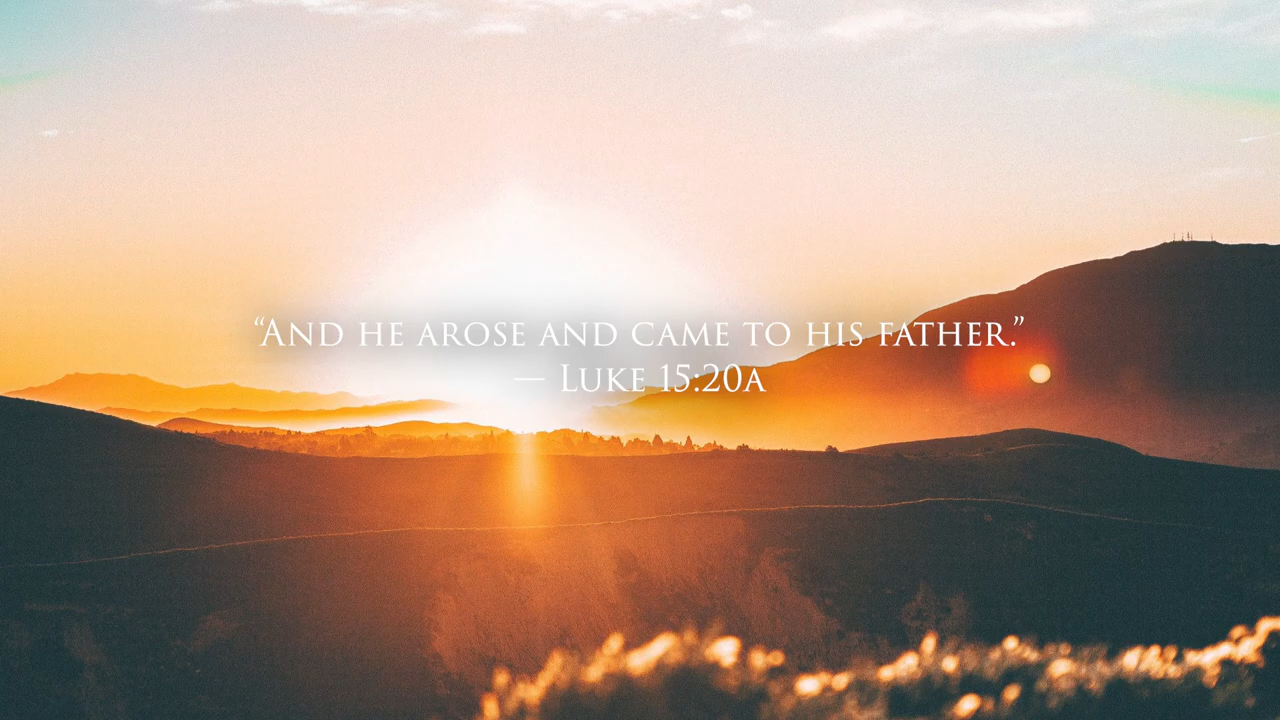 “And he arose and came to his father.”
— Luke 15:20a